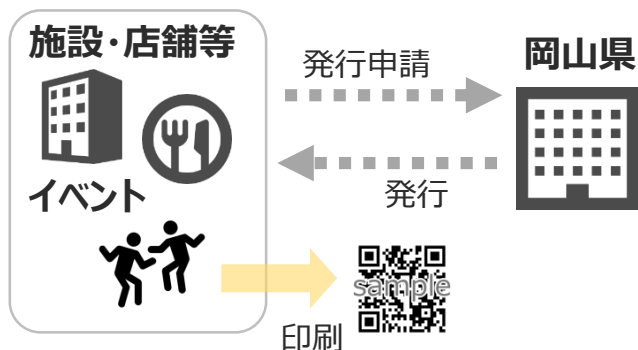 施設･店舗等
イベント
発行申請
発行
岡山県
印刷
sample